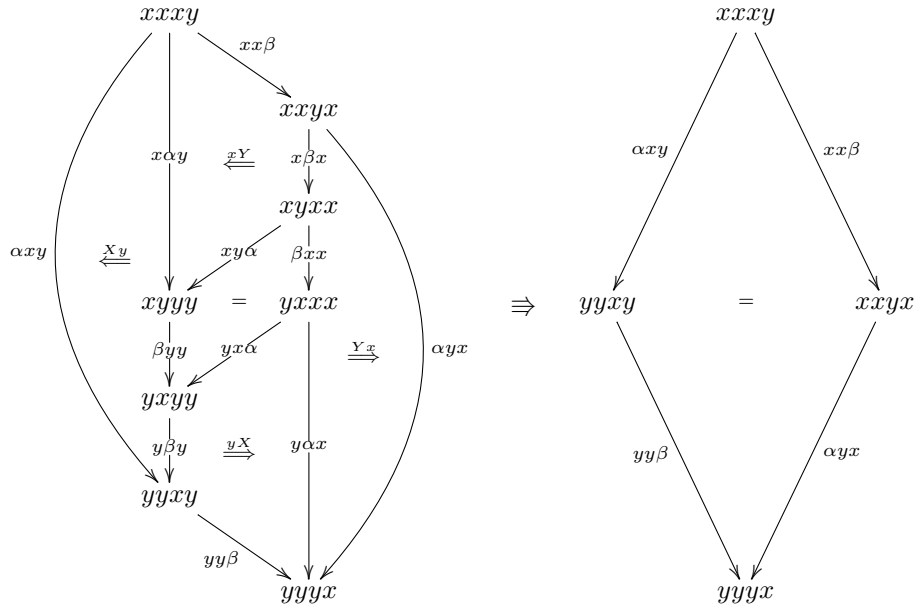 xxxy xxxy
xxβ
xxyx
xαy xY xβx αxy xxβ
xyxx
αxy Xy xyα βxx
xyyy = yxxx ⇛ yyxy = xxyx
βyy yxα Yx αyx
yxyy
yβy yX yαx yyβ αyx
yyxy
yyβ
yyyx yyyx